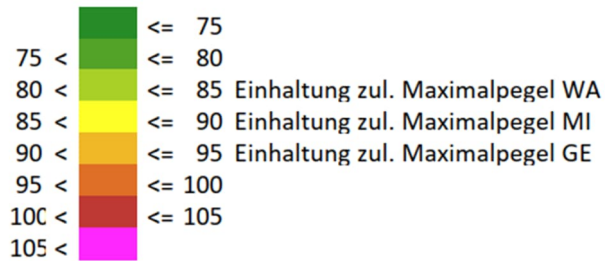 <= 75
75 < <= 80
80 < <= 85 Einhaltung zul. Maximalpegel WA
85 < <= 90 Einhaltung zul. Maximalpegel MI
90 < <= 95 Einhaltung zul. Maximalpegel GE
95 < <= 100
100 < <= 105
105 <